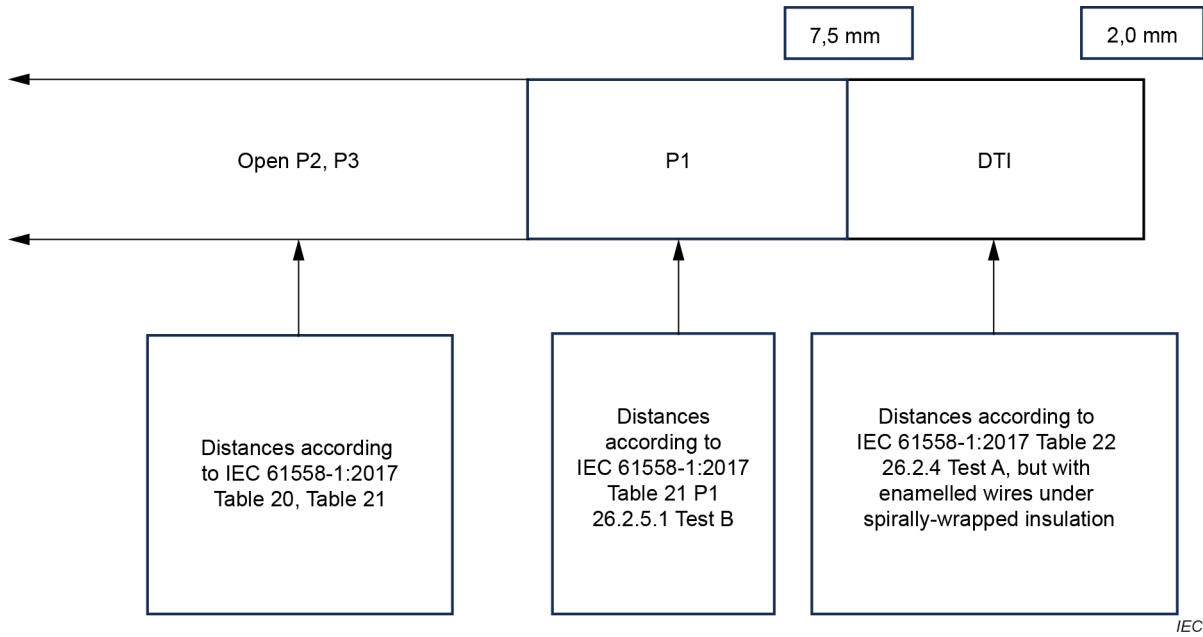 7,5 mm
2,0 mm
Open P2, P3
P1
DTI
Distances according
to IEC 61558-1:2017
Table 20, Table 21
Distances
according to
IEC 61558-1:2017
Table 21 P1
26.2.5.1 Test B
Distances according to
IEC 61558-1:2017 Table 22
26.2.4 Test A, but with
enamelled wires under
spirally-wrapped insulation
IEC